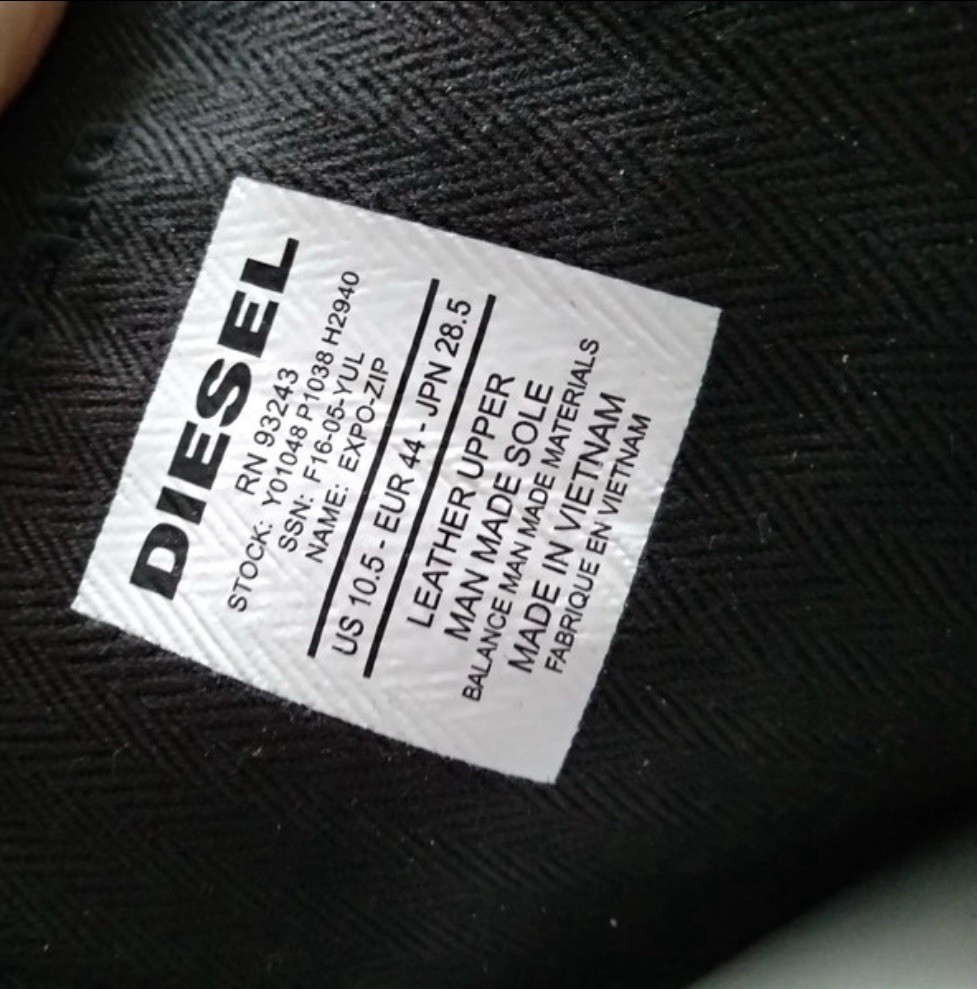 DIESEL
RN 93243
STOCK: Y01048 P1038 H2940
SSN: F16-05-YUL
NAME: EXPO-ZIP
US 10.5 - EUR 44 - JPN 28.5
LEATHER UPPER
MAN MADE SOLE
BALANCE MAN MADE MATERIALS
MADE IN VIETNAM
FABRIQUE EN VIETNAM